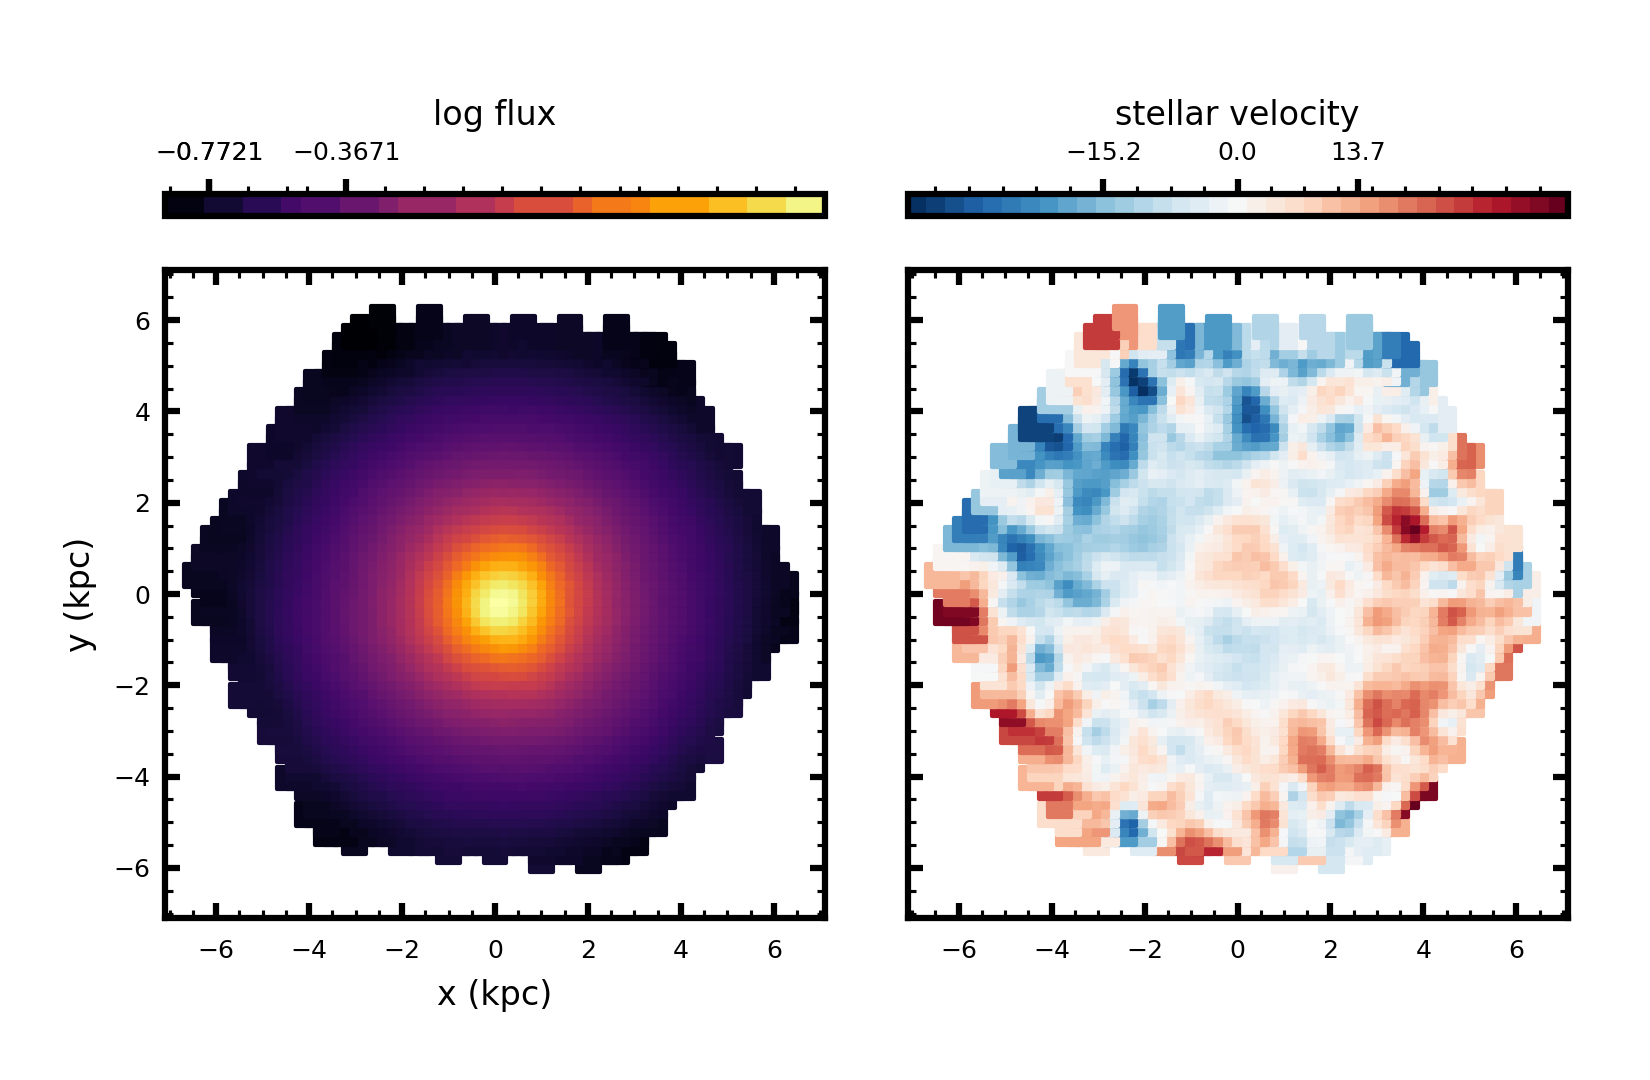 log flux
stellar velocity
−0.7721 −0.3671
−15.2 0.0 13.7
6
4
2
0
−2
−4
−6
y (kpc)
−6 −4 −2 0 2 4 6
−6 −4 −2 0 2 4 6
x (kpc)